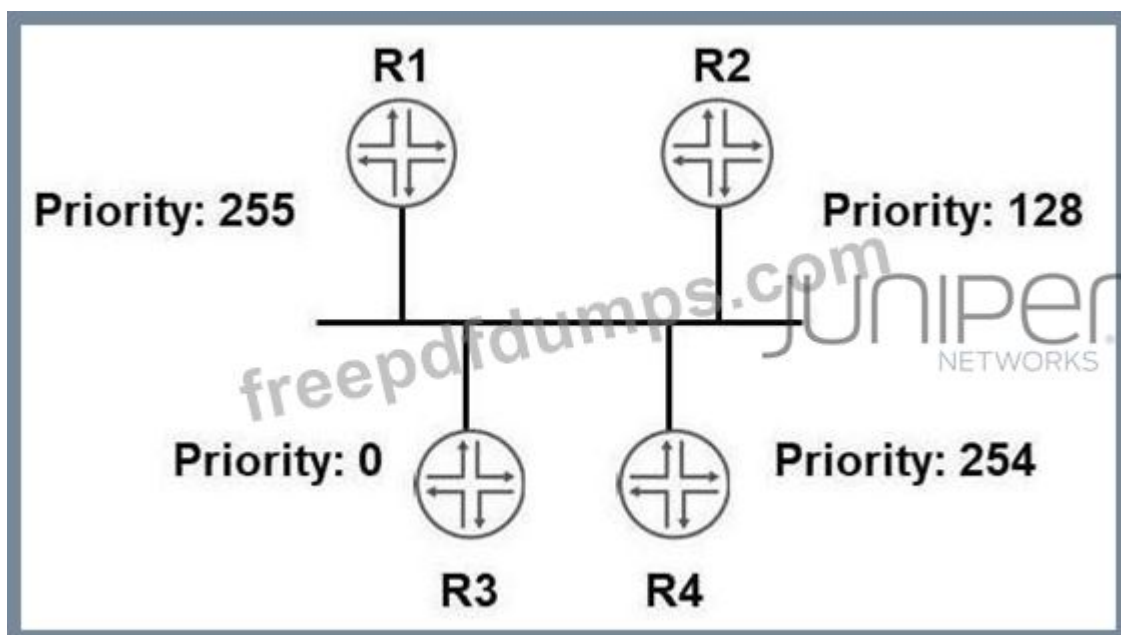 R1
R2
Priority: 255
Priority: 128
freepdfdumps.com
JUNIPer
NETWORKS
Priority: 0
Priority: 254
R3
R4